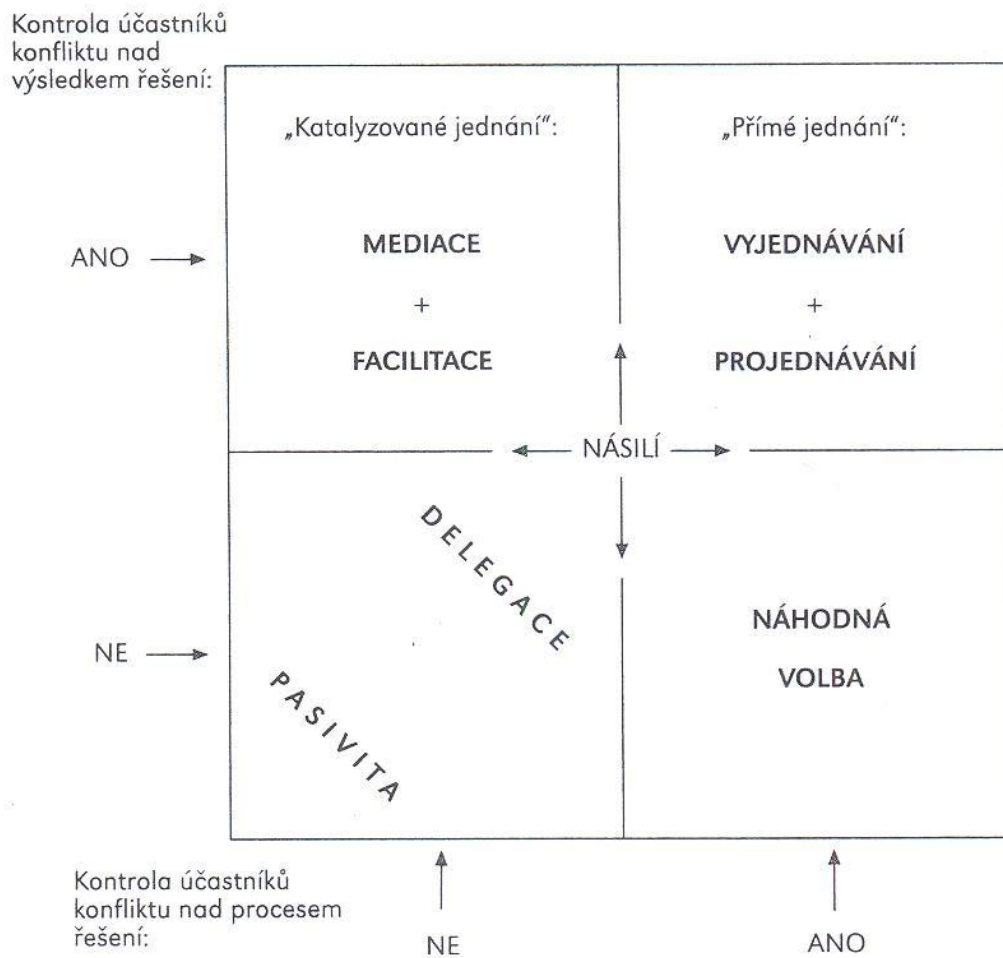 Kontrola účastníků
konfliktu nad
výsledkem řešení:
„Katalyzované jednání“:
„Přímé jednání“:
ANO
MEDIACE
+
FACILITACE
VYJEDNÁVÁNÍ
+
PROJEDNÁVÁNÍ
NÁSILÍ
NE
DELEGACE
PASIVITA
NÁHODNÁ
VOLBA
Kontrola účastníků
konfliktu nad procesem
řešení:
NE
ANO